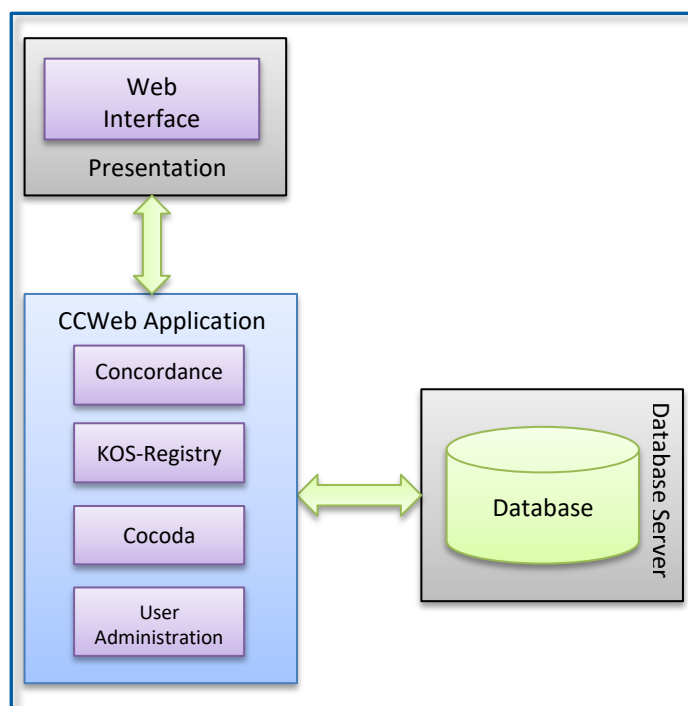 Web
Interface
Presentation
CCWeb Application
Concordance
KOS-Registry
Cocoda
User
Administration
Database
Database Server